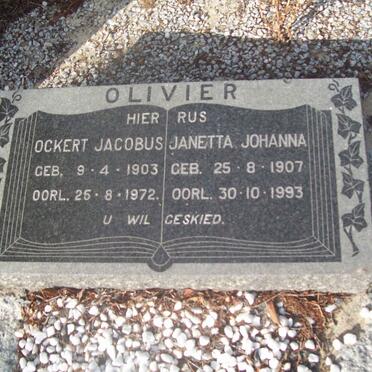 OLIVIER
HIER RUS
OCKERT JACOBUS JANETTA JOHANNA
GEB. 9-4-1903 GEB. 25-8-1907
OORL. 25-8-1972. OORL. 30-10-1993
U WIL GESKIED.